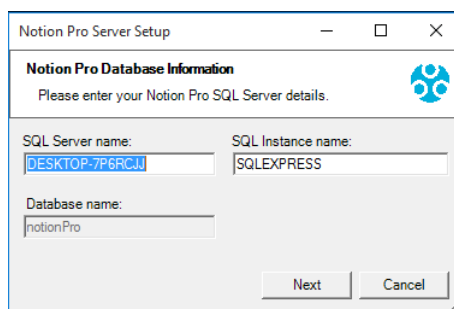 Notion Pro Server Setup
Notion Pro Database Information
Please enter your Notion Pro SQL Server details.
SQL Server name: SQL Instance name:
DESKTOP-7P6RCJJ SQLEXPRESS
Database name:
notionPro
Next Cancel